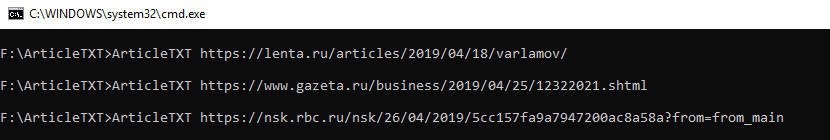 C:\WINDOWS\system32\cmd.exe
F:\ArticleTXT>ArticleTXT https://lenta.ru/articles/2019/04/18/varlamov/
F:\ArticleTXT>ArticleTXT https://www.gazeta.ru/business/2019/04/25/12322021.shtml
F:\ArticleTXT>ArticleTXT https://nsk.rbc.ru/nsk/26/04/2019/5cc157fa9a7947200ac8a58a?from=from_main